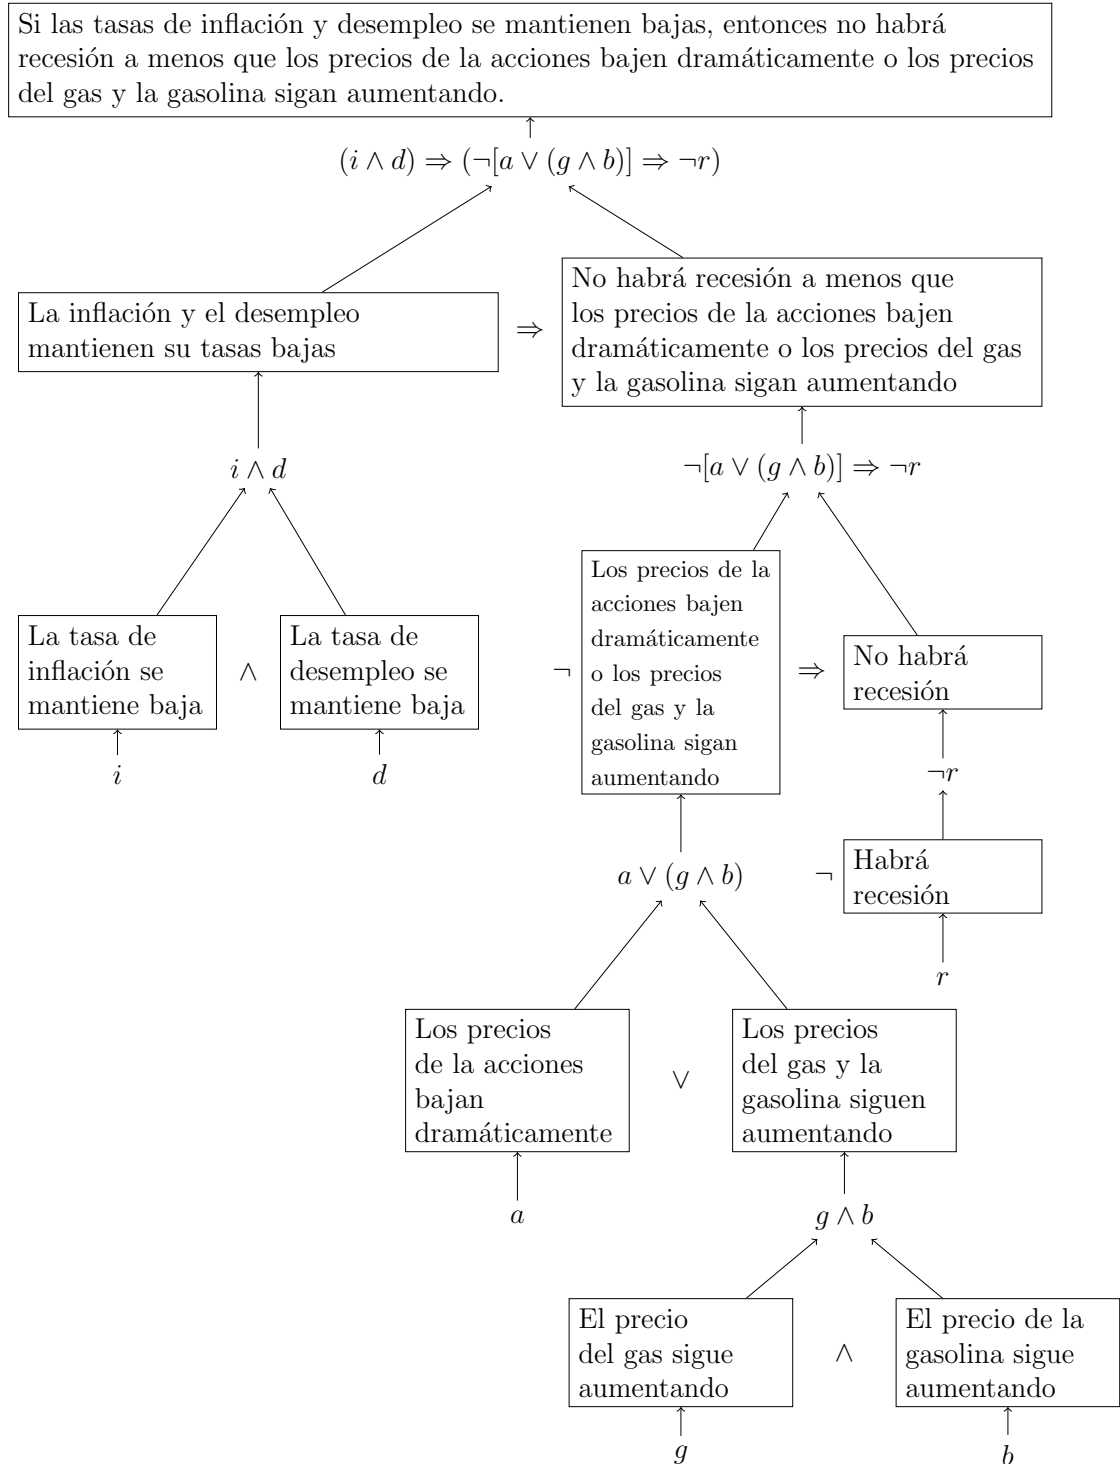 Si las tasas de inflación y desempleo se mantienen bajas, entonces no habrá
recesión a menos que los precios de la acciones bajen dramáticamente o los precios
del gas y la gasolina sigan aumentando.
(i ∧ d) ⇒ (¬[a ∨ (g ∧ b)] ⇒ ¬r)
La inflación y el desempleo
mantienen su tasas bajas
⇒
No habrá recesión a menos que
los precios de la acciones bajen
dramáticamente o los precios del gas
y la gasolina sigan aumentando
i ∧ d
¬[a ∨ (g ∧ b)] ⇒ ¬r
La tasa de
inflación se
mantiene baja
∧
La tasa de
desempleo se
mantiene baja
i
d
¬
Los precios de la
acciones bajen
dramáticamente
o los precios
del gas y la
gasolina sigan
aumentando
⇒
No habrá
recesión
¬r
a ∨ (g ∧ b)
¬
Habrá
recesión
r
Los precios
de la acciones
bajan
dramáticamente
∨
Los precios
del gas y la
gasolina siguen
aumentando
a
g ∧ b
El precio
del gas sigue
aumentando
∧
El precio de la
gasolina sigue
aumentando
g
b